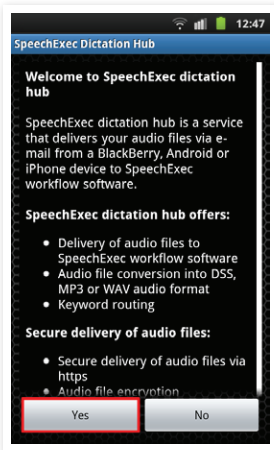 12:47
SpeechExec Dictation Hub
Welcome to SpeechExec dictation
hub
SpeechExec dictation hub is a service
that delivers your audio files via e-
mail from a BlackBerry, Android or
iPhone device to SpeechExec
workflow software.
SpeechExec dictation hub offers:
• Delivery of audio files to
SpeechExec workflow software
• Audio file conversion into DSS,
MP3 or WAV audio format
• Keyword routing
Secure delivery of audio files:
• Secure delivery of audio files via
https
• Audio file encryption
Yes
No